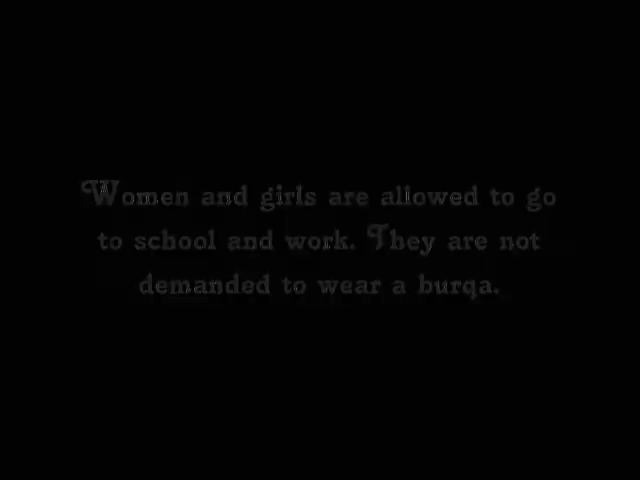 Women and girls are allowed to go
to school and work. They are not
demanded to wear a burqa.